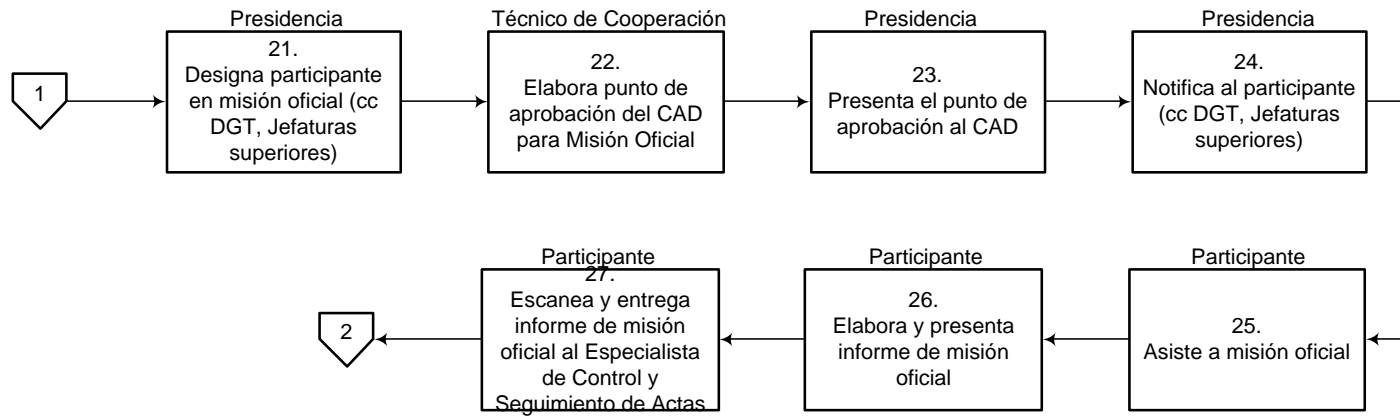 1
Presidencia
21.
Designa participante
en misión oficial (cc
DGT, Jefaturas
superiores)
Técnico de Cooperación
22.
Elabora punto de
aprobación del CAD
para Misión Oficial
23.
Presenta el punto de
aprobación al CAD
Presidencia
24.
Notifica al participante
(cc DGT, Jefaturas
superiores)
Participante
25.
Asiste a misión oficial
Participante
26.
Elabora y presenta
informe de misión
oficial
Participante
27.
Escanea y entrega
informe de misión
oficial al Especialista
de Control y
Seguimiento de Actas
2